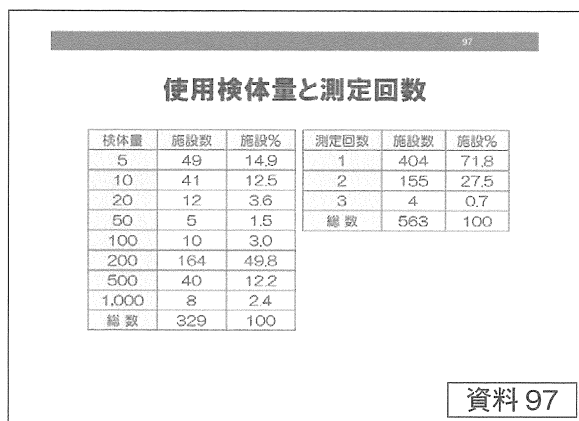 97
使用検体量と測定回数
検体量 施設数 施設%
5 49 14.9
10 41 12.5
20 12 3.6
50 5 1.5
100 10 3.0
200 164 49.8
500 40 12.2
1,000 8 2.4
総数 329 100
測定回数 施設数 施設%
1 404 71.8
2 155 27.5
3 4 0.7
総数 563 100
資料97